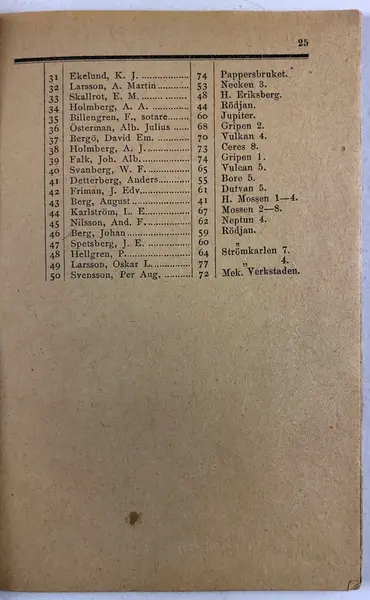 25
31 Ekelund, K. J. ................. 74 Pappersbruket.
32 Larsson, A. Martin ........... 53 Necken 3.
33 Skallrot, E. M. ............... 48 H. Eriksberg.
34 Holmberg, A. A. ............. 44 Rödjan.
35 Billengren, F., sotare ........ 60 Jupiter.
36 Österman, Alb. Julius ...... 68 Gripen 2.
37 Bergö, David Em. ............ 70 Vulkan 4.
38 Holmberg, A. J. .............. 73 Ceres 8.
39 Falk, Joh. Alb. ................ 74 Gripen 1.
40 Svanberg, W. F. .............. 65 Vulcan 5.
41 Detterberg, Anders .......... 55 Bore 5.
42 Friman, J. Edv. ............... 61 Dutvan 5.
43 Berg, August .................. 41 H. Mossen 1—4.
44 Karlström, L. E. .............. 67 Mossen 2—8.
45 Nilsson, And. F. .............. 62 Neptun 4.
46 Berg, Johan .................... 59 Rödjan.
47 Spetsberg, J. E. ............... 60 „
48 Hellgren, P. .................... 64 Strömkarlen 7.
49 Larsson, Oskar L. ............ 77 „ 4.
50 Svensson, Per Aug. .......... 72 Mek. Verkstaden.